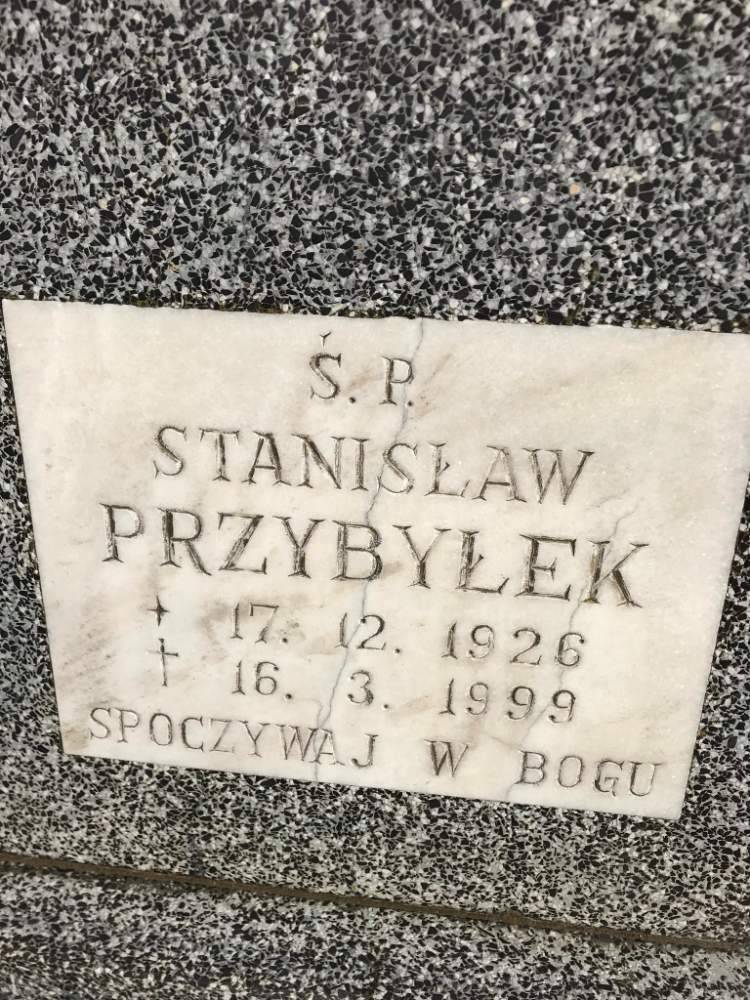 Ś. P.
STANISŁAW
PRZYBYŁEK
✦ 17. 12. 1926
† 16. 3. 1999
SPOCZYWAJ W BOGU